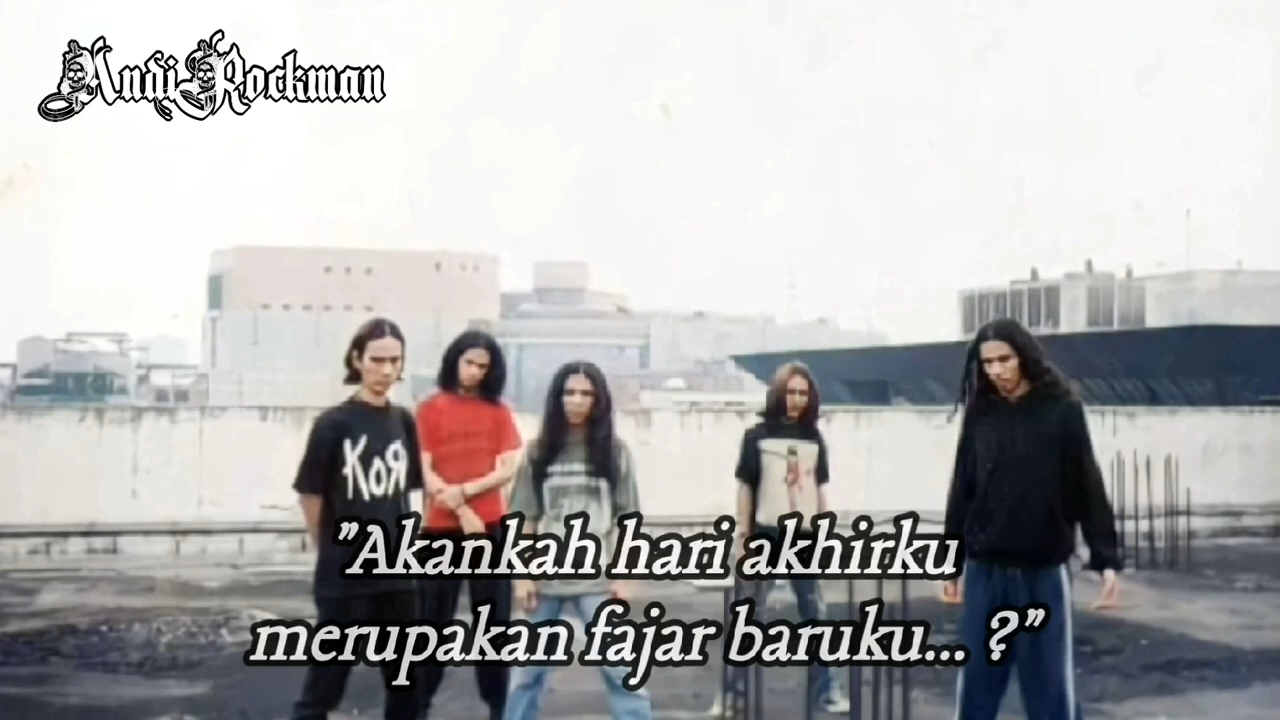 Andi Rockman
KoЯ
"Akankah hari akhirku
merupakan fajar baruku... ?"